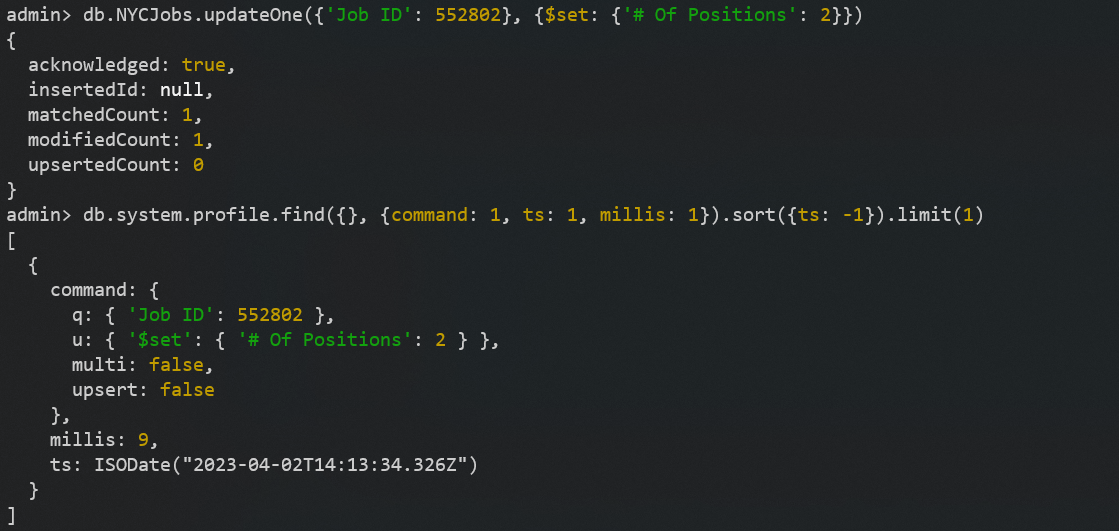 admin> db.NYCJobs.updateOne({'Job ID': 552802}, {$set: {'# Of Positions': 2}})
{
  acknowledged: true,
  insertedId: null,
  matchedCount: 1,
  modifiedCount: 1,
  upsertedCount: 0
}
admin> db.system.profile.find({}, {command: 1, ts: 1, millis: 1}).sort({ts: -1}).limit(1)
[
  {
    command: {
      q: { 'Job ID': 552802 },
      u: { '$set': { '# Of Positions': 2 } },
      multi: false,
      upsert: false
    },
    millis: 9,
    ts: ISODate("2023-04-02T14:13:34.326Z")
  }
]